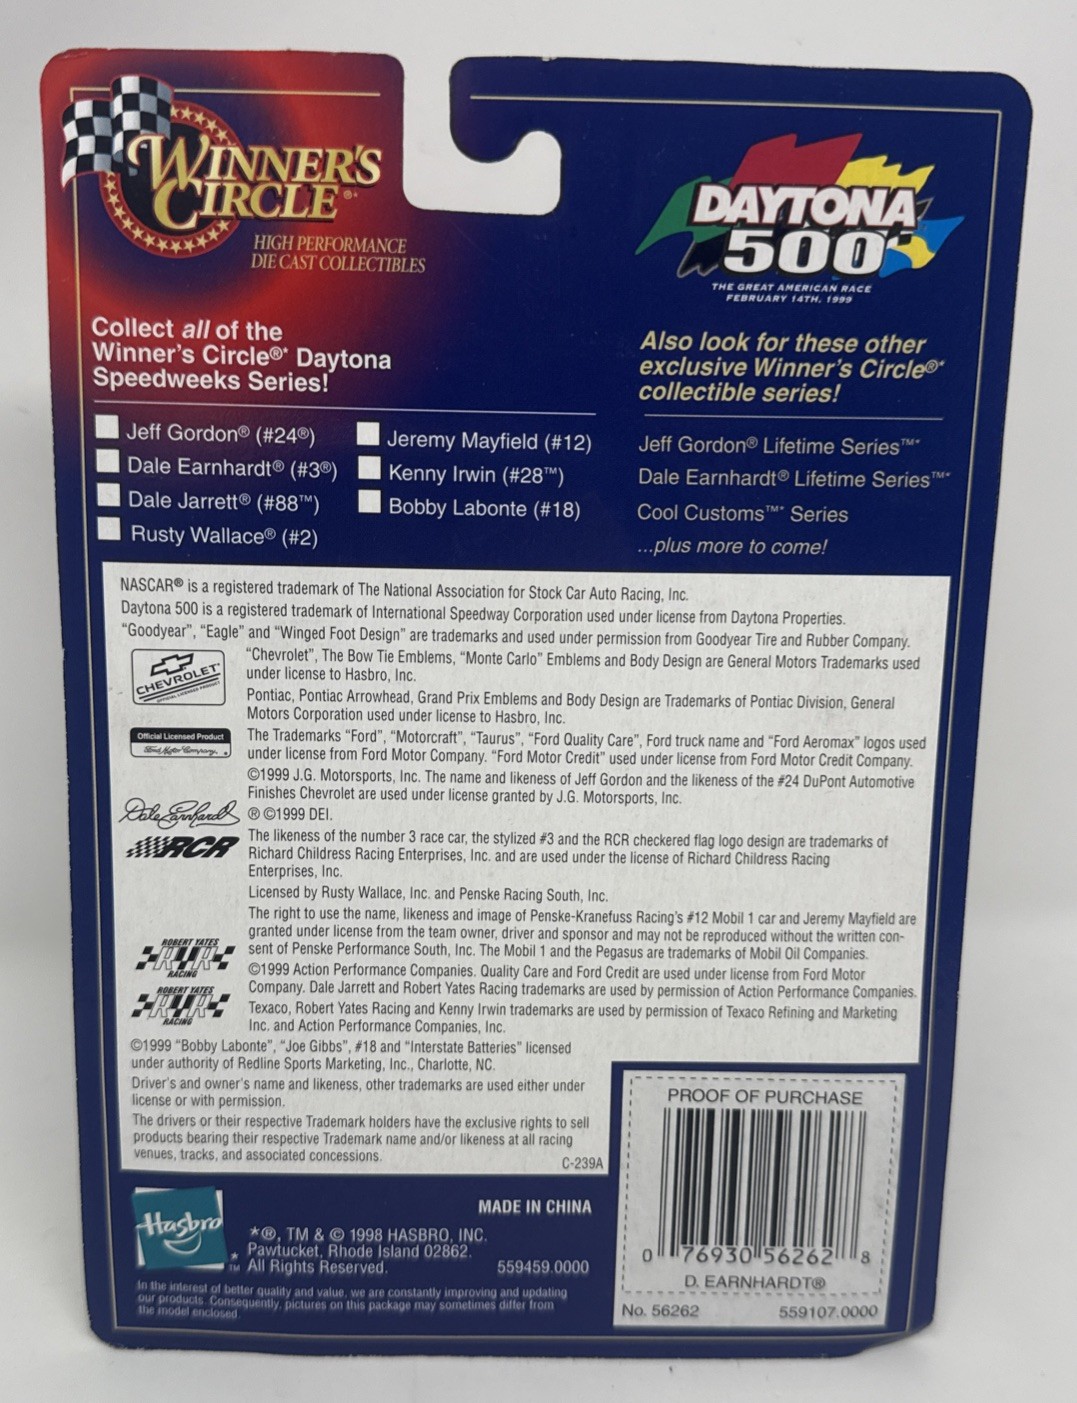 WINNER'S
CIRCLE®*
HIGH PERFORMANCE
DIE CAST COLLECTIBLES
DAYTONA
500
THE GREAT AMERICAN RACE
FEBRUARY 14TH, 1999
Collect all of the
Winner's Circle®* Daytona
Speedweeks Series!
Jeff Gordon® (#24®)
Dale Earnhardt® (#3®)
Dale Jarrett® (#88™)
Rusty Wallace® (#2)
Jeremy Mayfield (#12)
Kenny Irwin (#28™)
Bobby Labonte (#18)
Also look for these other
exclusive Winner's Circle®*
collectible series!
Jeff Gordon® Lifetime Series™*
Dale Earnhardt® Lifetime Series™*
Cool Customs™* Series
...plus more to come!
NASCAR® is a registered trademark of The National Association for Stock Car Auto Racing, Inc.
Daytona 500 is a registered trademark of International Speedway Corporation used under license from Daytona Properties.
"Goodyear", "Eagle" and "Winged Foot Design" are trademarks and used under permission from Goodyear Tire and Rubber Company.
CHEVROLET
OFFICIAL LICENSED PRODUCT
"Chevrolet", The Bow Tie Emblems, "Monte Carlo" Emblems and Body Design are General Motors Trademarks used
under license to Hasbro, Inc.
Pontiac, Pontiac Arrowhead, Grand Prix Emblems and Body Design are Trademarks of Pontiac Division, General
Motors Corporation used under license to Hasbro, Inc.
Official Licensed Product
Ford Motor Company,
The Trademarks "Ford", "Motorcraft", "Taurus", "Ford Quality Care", Ford truck name and "Ford Aeromax" logos used
under license from Ford Motor Company. "Ford Motor Credit" used under license from Ford Motor Credit Company.
©1999 J.G. Motorsports, Inc. The name and likeness of Jeff Gordon and the likeness of the #24 DuPont Automotive
Finishes Chevrolet are used under license granted by J.G. Motorsports, Inc.
Dale Earnhardt ® ©1999 DEI.
RCR
The likeness of the number 3 race car, the stylized #3 and the RCR checkered flag logo design are trademarks of
Richard Childress Racing Enterprises, Inc. and are used under the license of Richard Childress Racing
Enterprises, Inc.
Licensed by Rusty Wallace, Inc. and Penske Racing South, Inc.
The right to use the name, likeness and image of Penske-Kranefuss Racing's #12 Mobil 1 car and Jeremy Mayfield are
granted under license from the team owner, driver and sponsor and may not be reproduced without the written con-
sent of Penske Performance South, Inc. The Mobil 1 and the Pegasus are trademarks of Mobil Oil Companies.
ROBERT YATES
RYR
RACING
©1999 Action Performance Companies. Quality Care and Ford Credit are used under license from Ford Motor
Company. Dale Jarrett and Robert Yates Racing trademarks are used by permission of Action Performance Companies.
ROBERT YATES
RYR
RACING
Texaco, Robert Yates Racing and Kenny Irwin trademarks are used by permission of Texaco Refining and Marketing
Inc. and Action Performance Companies, Inc.
©1999 "Bobby Labonte", "Joe Gibbs", #18 and "Interstate Batteries" licensed
under authority of Redline Sports Marketing, Inc., Charlotte, NC.
Driver's and owner's name and likeness, other trademarks are used either under
license or with permission.
The drivers or their respective Trademark holders have the exclusive rights to sell
products bearing their respective Trademark name and/or likeness at all racing
venues, tracks, and associated concessions.
C-239A
PROOF OF PURCHASE
0 76930 56262 8
D. EARNHARDT®
No. 56262 559107.0000
Hasbro
MADE IN CHINA
*®, TM & © 1998 HASBRO, INC.
Pawtucket, Rhode Island 02862.
* TM All Rights Reserved.
559459.0000
In the interest of better quality and value, we are constantly improving and updating
our products. Consequently, pictures on this package may sometimes differ from
the model enclosed.